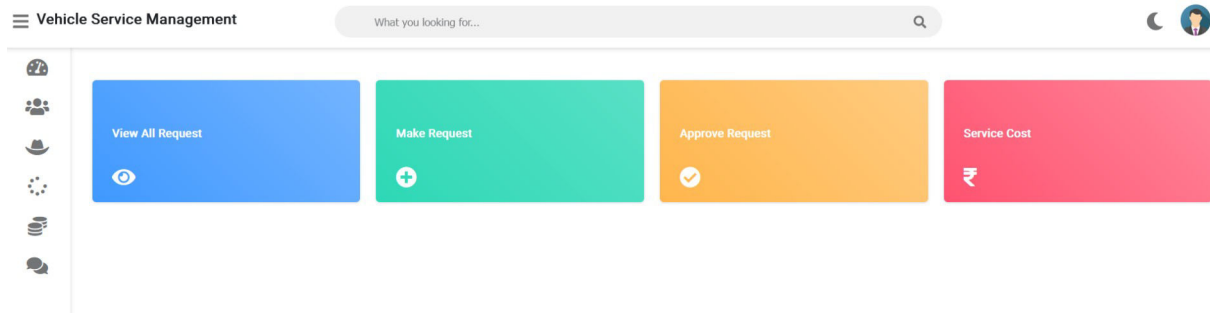 Vehicle Service Management
What you looking for...
View All Request
Make Request
Approve Request
Service Cost
₹